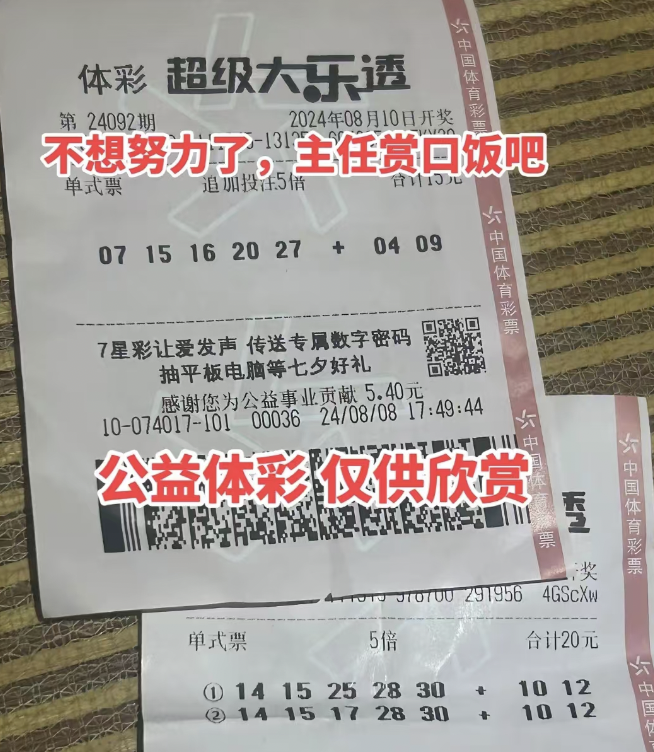 体彩 超级大乐透
第 24092期 2024年08月10日开奖
不想努力了，主任赏口饭吧
单式票 追加投注5倍 合计15元
07 15 16 20 27 + 04 09
7星彩让爱发声 传送专属数字密码
抽平板电脑等七夕好礼
感谢您为公益事业贡献 5.40元
10-074017-101 00036 24/08/08 17:49:44
公益体彩 仅供欣赏
中国体育彩票
中国体育彩票
中国体育彩票
透
奖
291956 4GScXw
单式票 5倍 合计20元
① 14 15 25 28 30 + 10 12
② 14 15 17 28 30 + 10 12
中国体育彩票